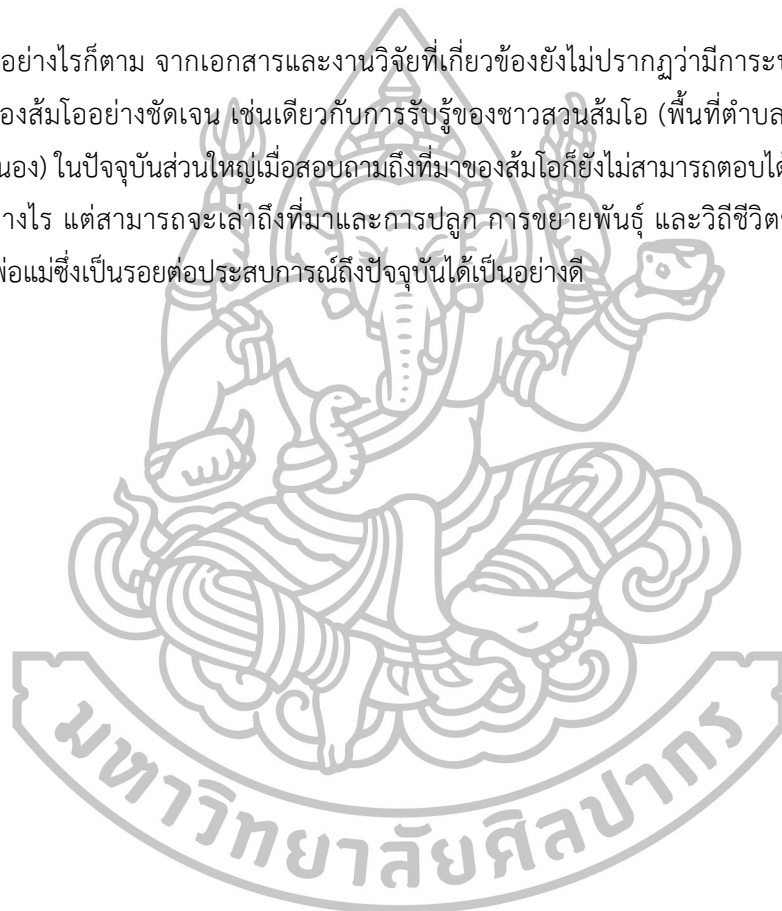 อย่างไรก็ตาม จากเอกสารและงานวิจัยที่เกี่ยวข้องยังไม่ปรากฏว่ามีการะบ
องส้มโออย่างชัดเจน เช่นเดียวกับการรับรู้ของชาวสวนส้มโอ (พื้นที่ตำบล
นอง) ในปัจจุบันส่วนใหญ่เมื่อสอบถามถึงที่มาของส้มโอก็ยังไม่สามารถตอบได้
างไร แต่สามารถจะเล่าถึงที่มาและการปลูก การขยายพันธุ์ และวิถีชีวิต
พ่อแม่ซึ่งเป็นรอยต่อประสบการณ์ถึงปัจจุบันได้เป็นอย่างดี
มหาวิทยาลัยศิลปากร